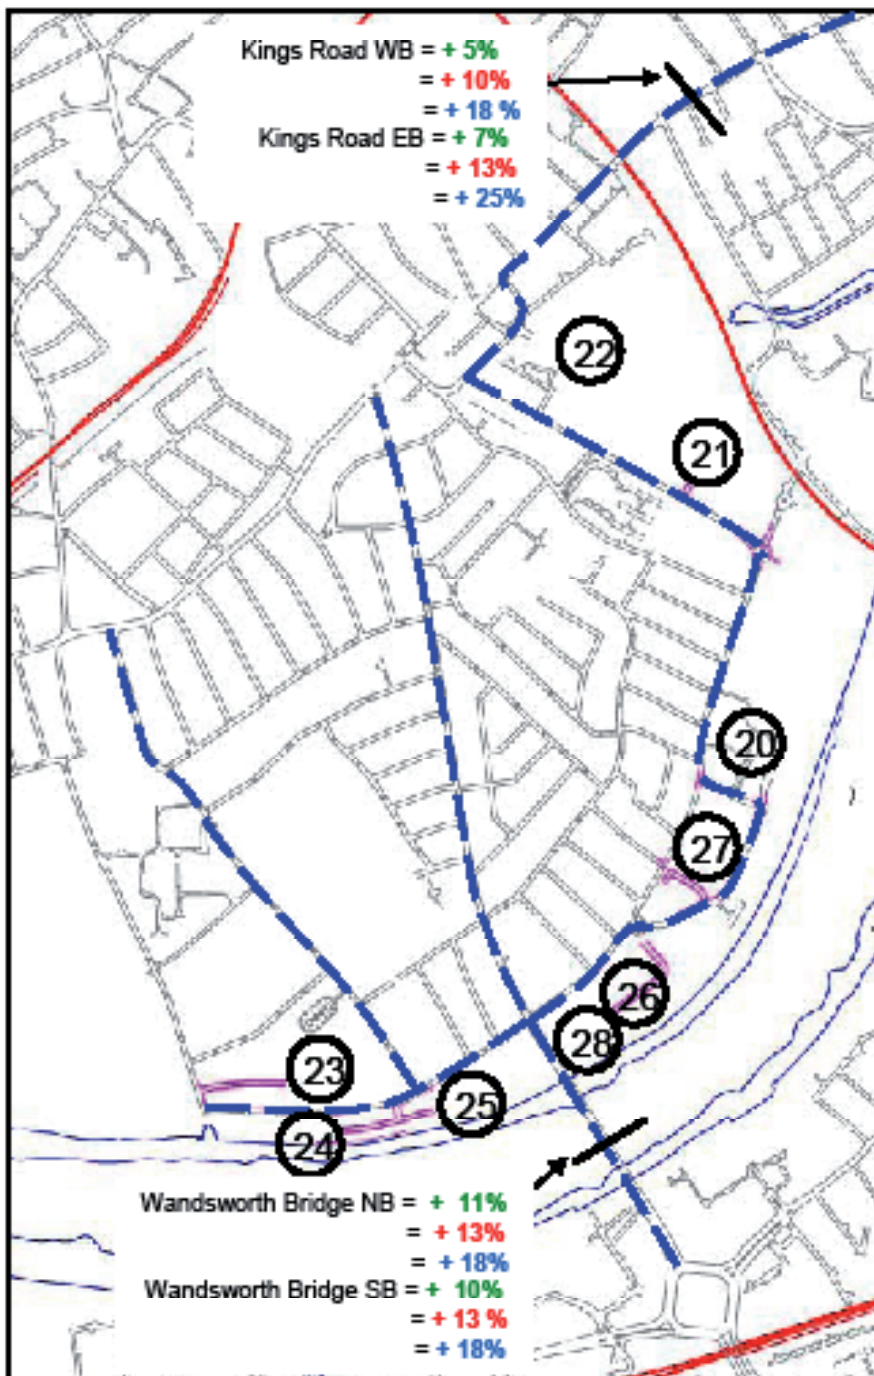 Kings Road WB = + 5%
= + 10%
= + 18 %
Kings Road EB = + 7%
= + 13%
= + 25%
22
21
20
27
26
28
23
25
24
Wandsworth Bridge NB = + 11%
= + 13%
= + 18%
Wandsworth Bridge SB = + 10%
= + 13 %
= + 18%